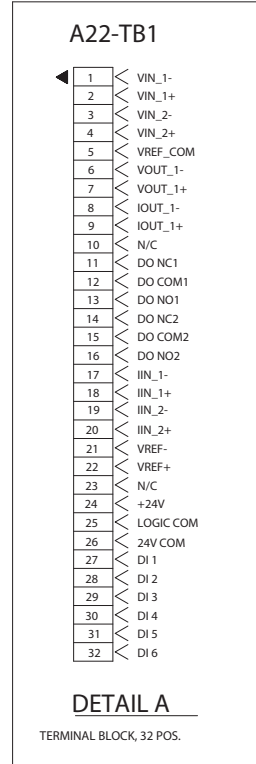 A22-TB1
1 VIN_1-
2 VIN_1+
3 VIN_2-
4 VIN_2+
5 VREF_COM
6 VOUT_1-
7 VOUT_1+
8 IOUT_1-
9 IOUT_1+
10 N/C
11 DO NC1
12 DO COM1
13 DO NO1
14 DO NC2
15 DO COM2
16 DO NO2
17 IIN_1-
18 IIN_1+
19 IIN_2-
20 IIN_2+
21 VREF-
22 VREF+
23 N/C
24 +24V
25 LOGIC COM
26 24V COM
27 DI 1
28 DI 2
29 DI 3
30 DI 4
31 DI 5
32 DI 6
DETAIL A
TERMINAL BLOCK, 32 POS.